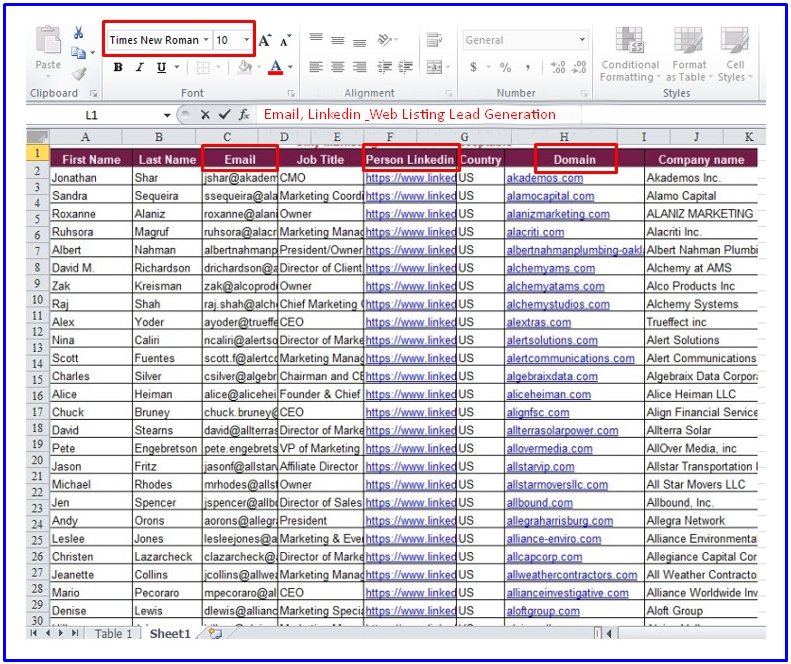 Times New Roman 10
General
Paste
$ % ,
Conditional Format Cell
Formatting as Table Styles
Clipboard Font Alignment Number Styles
L1 fx Email, Linkedin _Web Listing Lead Generation
A B C D E F G H I J K
1 First Name Last Name Email Job Title Person Linkedin Country Domain Company name
2 Jonathan Shar jshar@akadem CMO https://www.linked US akademos.com Akademos Inc.
3 Sandra Sequeira ssequeira@ala Marketing Coordi https://www.linked US alamocapital.com Alamo Capital
4 Roxanne Alaniz roxanne@alani Owner https://www.linked US alanizmarketing.com ALANIZ MARKETING
5 Ruhsora Magruf ruhsora@alacr Marketing Manag https://www.linked US alacriti.com Alacriti Inc.
6 Albert Nahman albertnahmanp President/Owner https://www.linked US albertnahmanplumbing-oakl Albert Nahman Plumbi
7 David M. Richardson drichardson@a Director of Client https://www.linked US alchemyams.com Alchemy at AMS
8 Zak Kreisman zak@alcoprodu Owner https://www.linked US alchemyatams.com Alco Products Inc
9 Raj Shah raj.shah@alche Chief Marketing https://www.linked US alchemystudios.com Alchemy Systems
10 Alex Yoder ayoder@trueffe CEO https://www.linked US alextras.com Trueffect inc
11 Nina Caliri ncaliri@alertso Director of Marke https://www.linked US alertsolutions.com Alert Solutions
12 Scott Fuentes scott.f@alertco Marketing Manag https://www.linked US alertcommunications.com Alert Communications
13 Charles Silver csilver@algebr Chairman and CE https://www.linked US algebraixdata.com Algebraix Data Corpora
14 Alice Heiman alice@aliceheir Founder & Chief https://www.linked US aliceheiman.com Alice Heiman LLC
15 Chuck Bruney chuck.bruney@ CEO https://www.linked US alignfsc.com Align Financial Service
16 David Stearns david@allterras Director of Marke https://www.linked US allterrasolarpower.com Allterra Solar
17 Pete Engebretson pete.engebrets VP of Marketing https://www.linked US allovermedia.com AllOver Media, inc
18 Jason Fritz jasonf@allstarv Affiliate Director https://www.linked US allstarvip.com Allstar Transportation
19 Michael Rhodes mrhodes@allst Owner https://www.linked US allstarmoversllc.com All Star Movers LLC
20 Jen Spencer jspencer@allbo Director of Sales https://www.linked US allbound.com Allbound, Inc.
21 Andy Orons aorons@allegra President https://www.linked US allegraharrisburg.com Allegra Network
22 Leslee Jones lesleejones@a Marketing & Eve https://www.linked US alliance-enviro.com Alliance Environmenta
23 Christen Lazarcheck clazarcheck@a Director of Marke https://www.linked US allcapcorp.com Allegiance Capital Cor
24 Jeanette Collins jcollins@allwea Marketing Manag https://www.linked US allweathercontractors.com All Weather Contracto
25 Mario Pecoraro mpecoraro@al CEO https://www.linked US allianceinvestigative.com Alliance Worldwide Inv
26 Denise Lewis dlewis@allianc Marketing Specia https://www.linked US aloftgroup.com Aloft Group
27
28
29
30
Table 1 Sheet1